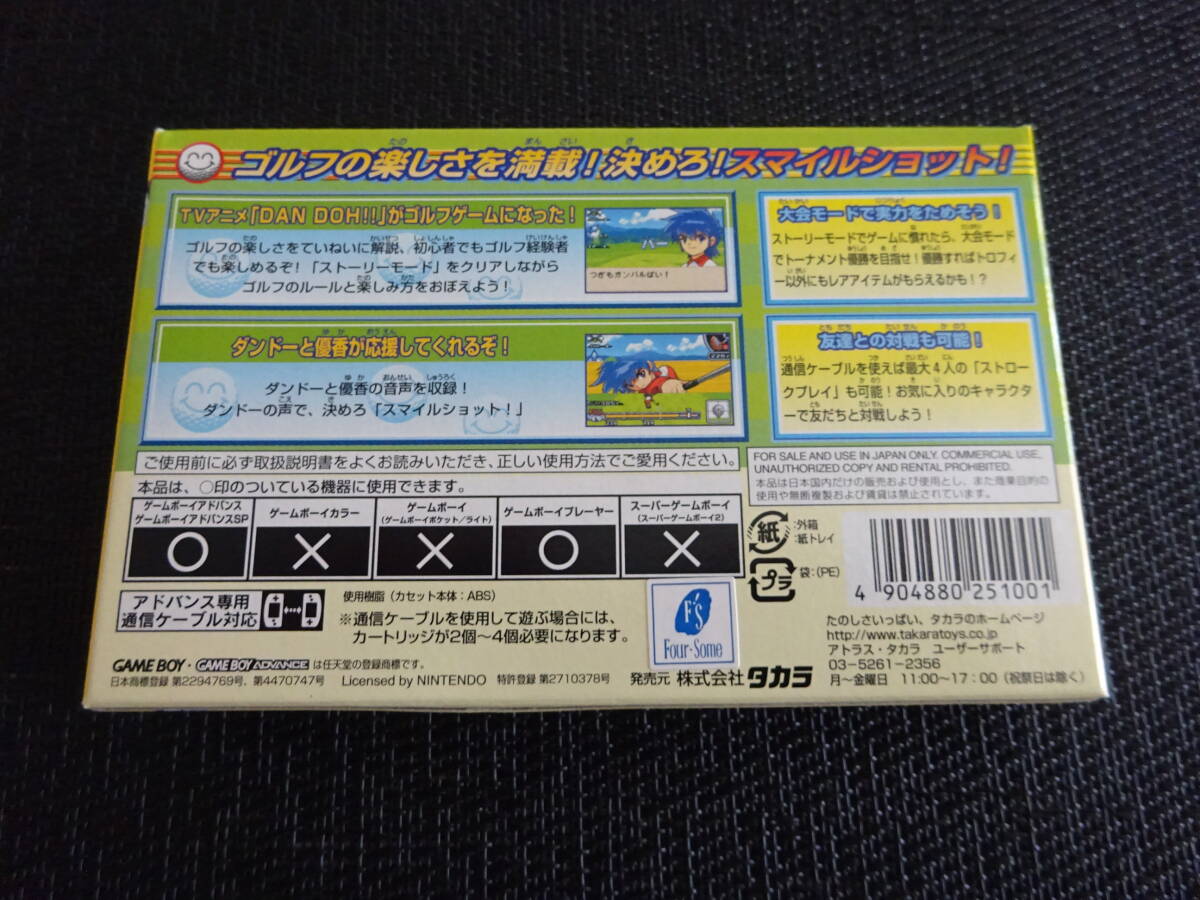 ゴルフの楽しさを満載！決めろ！スマイルショット！
TVアニメ「DAN DOH!!」がゴルフゲームになった！
ゴルフの楽しさをていねいに解説、初心者でもゴルフ経験者
でも楽しめるぞ！「ストーリーモード」をクリアしながら
ゴルフのルールと楽しみ方をおぼえよう！
パー
つぎもガンバルばい！
大会モードで実力をためそう！
ストーリーモードでゲームに慣れたら、大会モード
でトーナメント優勝を目指せ！優勝すればトロフィ
ー以外にもレアアイテムがもらえるかも！？
ダンドーと優香が応援してくれるぞ！
ダンドーと優香の音声を収録！
ダンドーの声で、決めろ「スマイルショット！」
友達との対戦も可能！
通信ケーブルを使えば最大4人の「ストロー
クプレイ」も可能！お気に入りのキャラクタ
ーで友だちと対戦しよう！
ご使用前に必ず取扱説明書をよくお読みいただき、正しい使用方法でご愛用ください。
FOR SALE AND USE IN JAPAN ONLY. COMMERCIAL USE,
UNAUTHORIZED COPY AND RENTAL PROHIBITED.
本品は日本国内だけの販売および使用とし、また商業目的の
使用や無断複製および賃貸は禁止されています。
本品は、○印のついている機器に使用できます。
ゲームボーイアドバンス
ゲームボーイアドバンスSP
○
ゲームボーイカラー
×
ゲームボーイ
（ゲームボーイポケット／ライト）
×
ゲームボーイプレーヤー
○
スーパーゲームボーイ
（スーパーゲームボーイ2）
×
紙
:外箱
:紙トレイ
プラ
袋:(PE)
4 904880 251001
アドバンス専用
通信ケーブル対応
使用樹脂（カセット本体：ABS）
※通信ケーブルを使用して遊ぶ場合には、
カートリッジが2個〜4個必要になります。
F's
Four-Some
たのしさいっぱい、タカラのホームページ
http://www.takaratoys.co.jp
アトラス・タカラ ユーザーサポート
03-5261-2356
月〜金曜日 11:00〜17:00（祝祭日は除く）
GAME BOY・GAME BOY ADVANCE は任天堂の登録商標です。
日本商標登録 第2294769号、第4470747号 Licensed by NINTENDO 特許登録 第2710378号
発売元 株式会社 タカラ